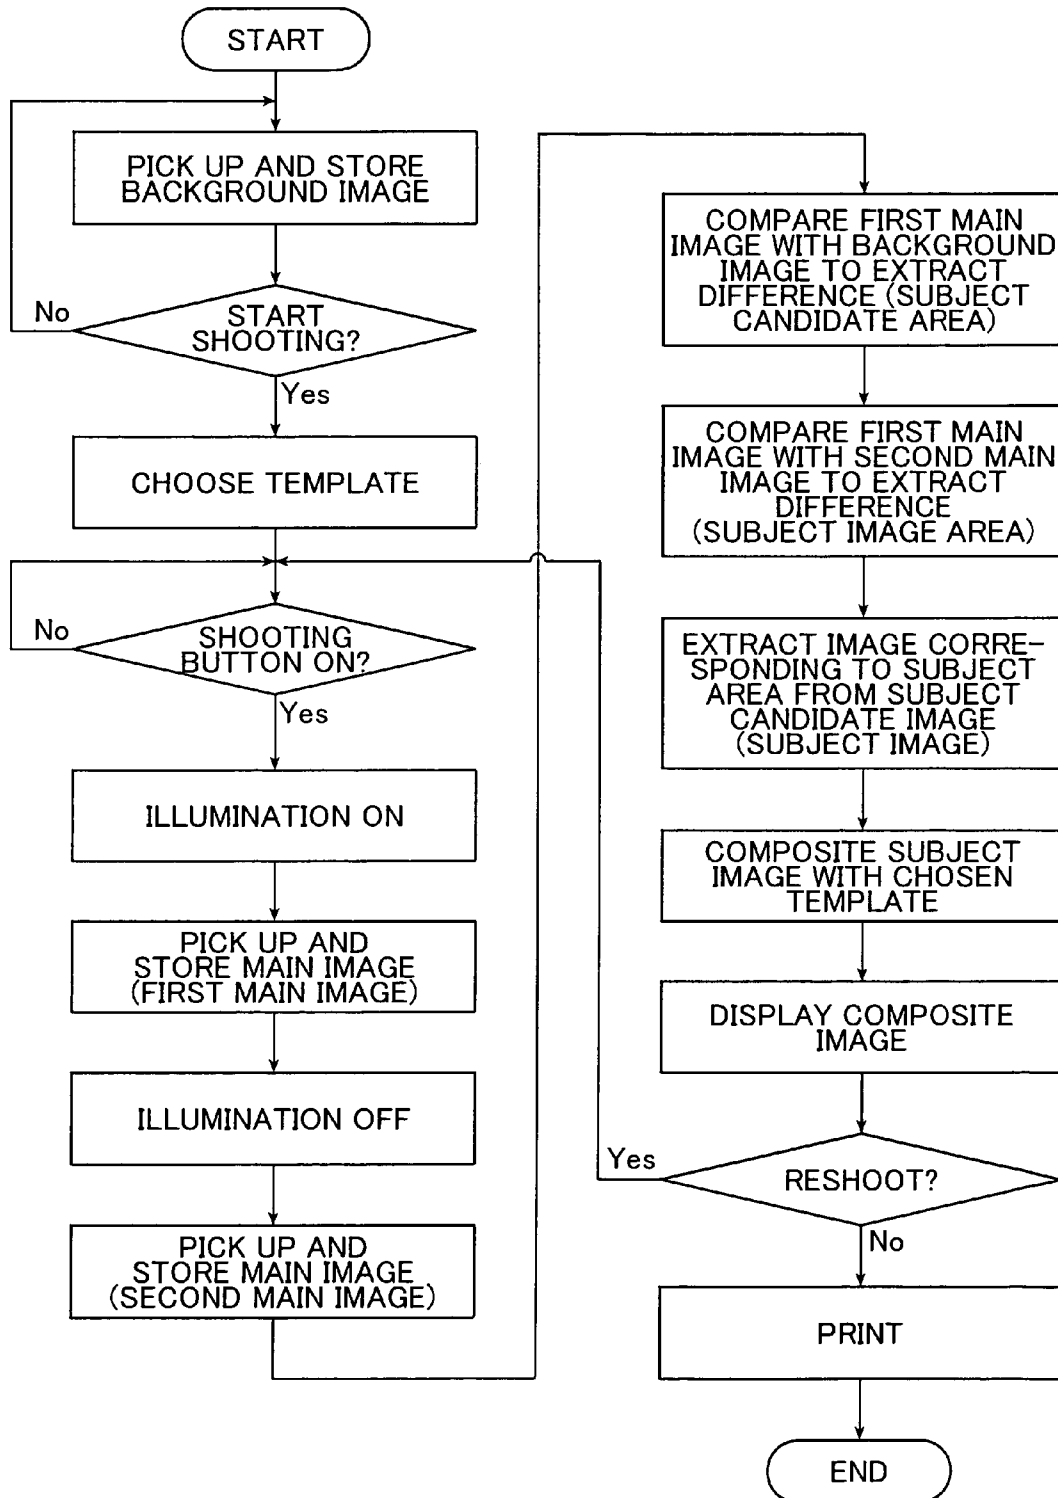 START
PICK UP AND STORE
BACKGROUND IMAGE
No
START
SHOOTING?
Yes
CHOOSE TEMPLATE
No
SHOOTING
BUTTON ON?
Yes
ILLUMINATION ON
PICK UP AND
STORE MAIN IMAGE
(FIRST MAIN IMAGE)
ILLUMINATION OFF
PICK UP AND
STORE MAIN IMAGE
(SECOND MAIN IMAGE)
COMPARE FIRST MAIN
IMAGE WITH BACKGROUND
IMAGE TO EXTRACT
DIFFERENCE (SUBJECT
CANDIDATE AREA)
COMPARE FIRST MAIN
IMAGE WITH SECOND MAIN
IMAGE TO EXTRACT
DIFFERENCE
(SUBJECT IMAGE AREA)
EXTRACT IMAGE CORRE-
SPONDING TO SUBJECT
AREA FROM SUBJECT
CANDIDATE IMAGE
(SUBJECT IMAGE)
COMPOSITE SUBJECT
IMAGE WITH CHOSEN
TEMPLATE
DISPLAY COMPOSITE
IMAGE
Yes
RESHOOT?
No
PRINT
END